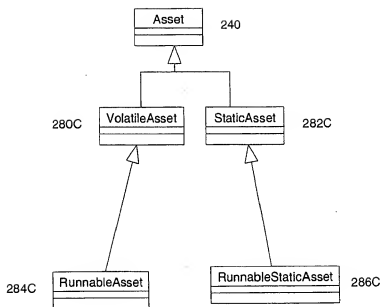 Asset
240
VolatileAsset
StaticAsset
280C
282C
RunnableAsset
RunnableStaticAsset
284C
286C